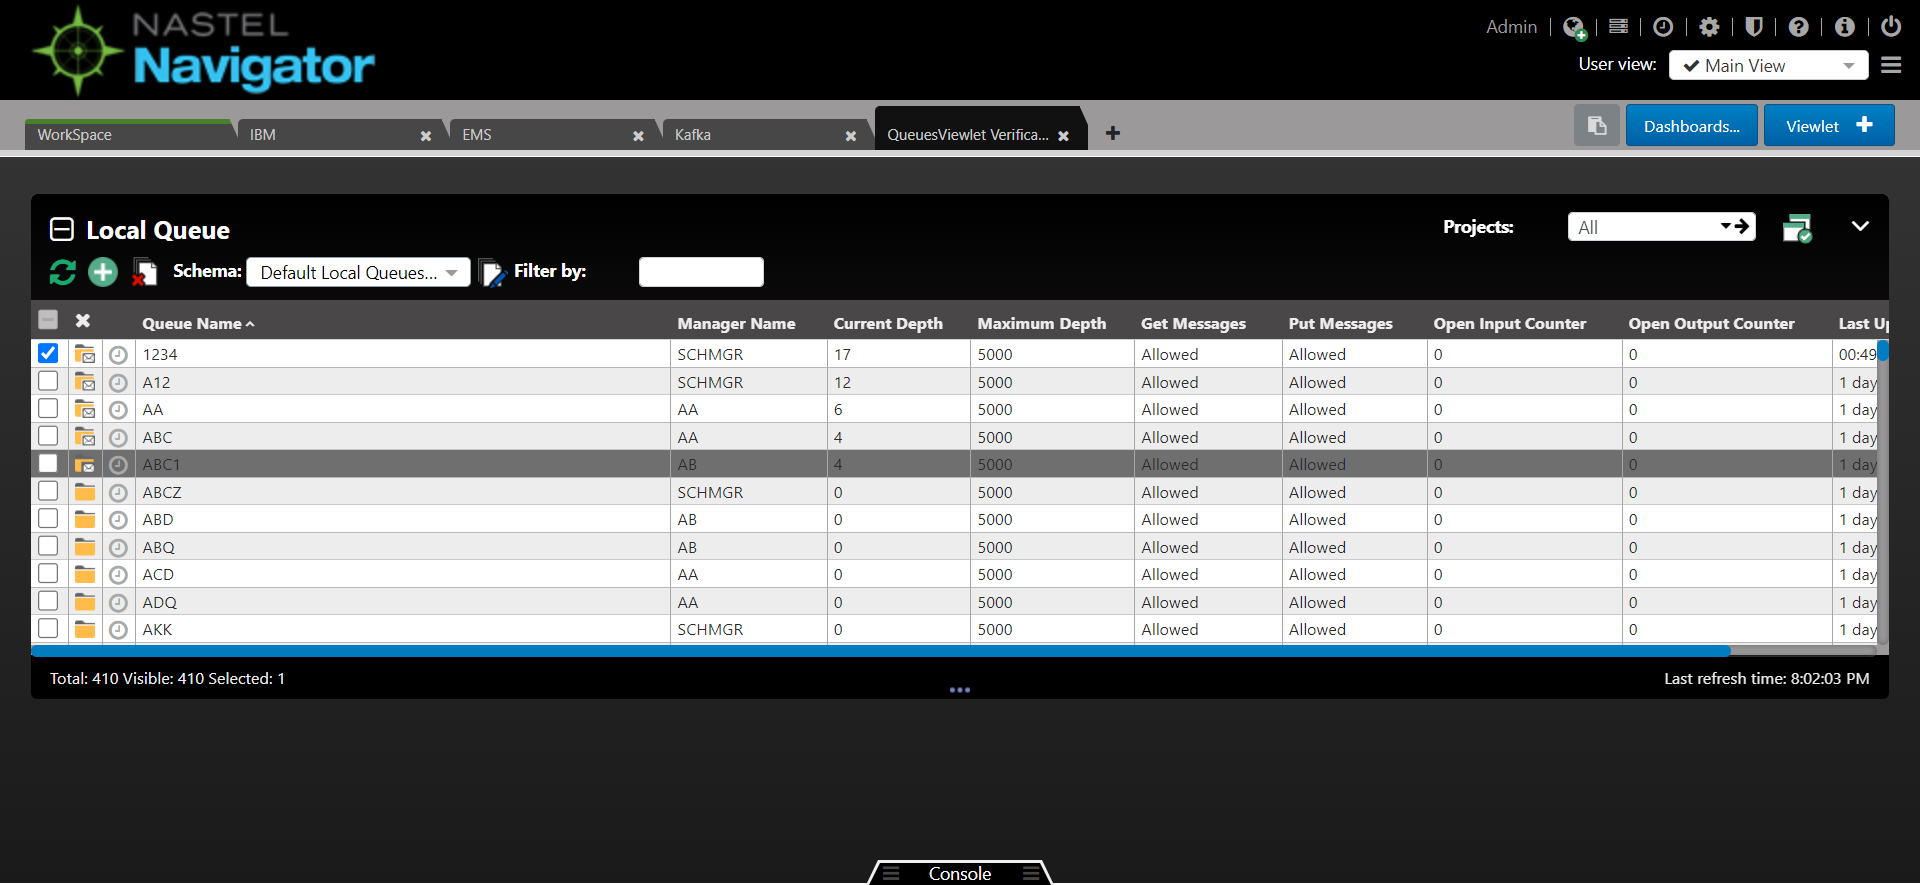 NASTEL
Navigator
Admin
User view: Main View
WorkSpace IBM EMS Kafka QueuesViewlet Verifica... Dashboards... Viewlet
Local Queue Projects: All
Schema: Default Local Queues... Filter by:
Queue Name Manager Name Current Depth Maximum Depth Get Messages Put Messages Open Input Counter Open Output Counter Last Up
1234 SCHMGR 17 5000 Allowed Allowed 0 0 00:49
A12 SCHMGR 12 5000 Allowed Allowed 0 0 1 day
AA AA 6 5000 Allowed Allowed 0 0 1 day
ABC AA 4 5000 Allowed Allowed 0 0 1 day
ABC1 AB 4 5000 Allowed Allowed 0 0 1 day
ABCZ SCHMGR 0 5000 Allowed Allowed 0 0 1 day
ABD AB 0 5000 Allowed Allowed 0 0 1 day
ABQ AB 0 5000 Allowed Allowed 0 0 1 day
ACD AA 0 5000 Allowed Allowed 0 0 1 day
ADQ AA 0 5000 Allowed Allowed 0 0 1 day
AKK SCHMGR 0 5000 Allowed Allowed 0 0 1 day
Total: 410 Visible: 410 Selected: 1 Last refresh time: 8:02:03 PM
Console